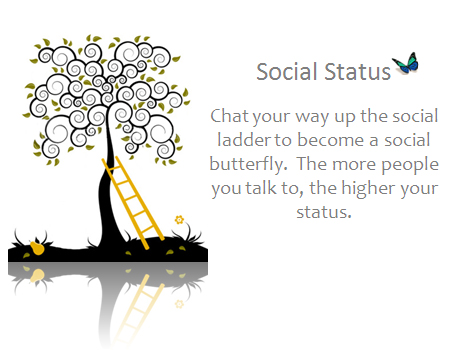 Social Status
Chat your way up the social
ladder to become a social
butterfly.  The more people
you talk to, the higher your
status.